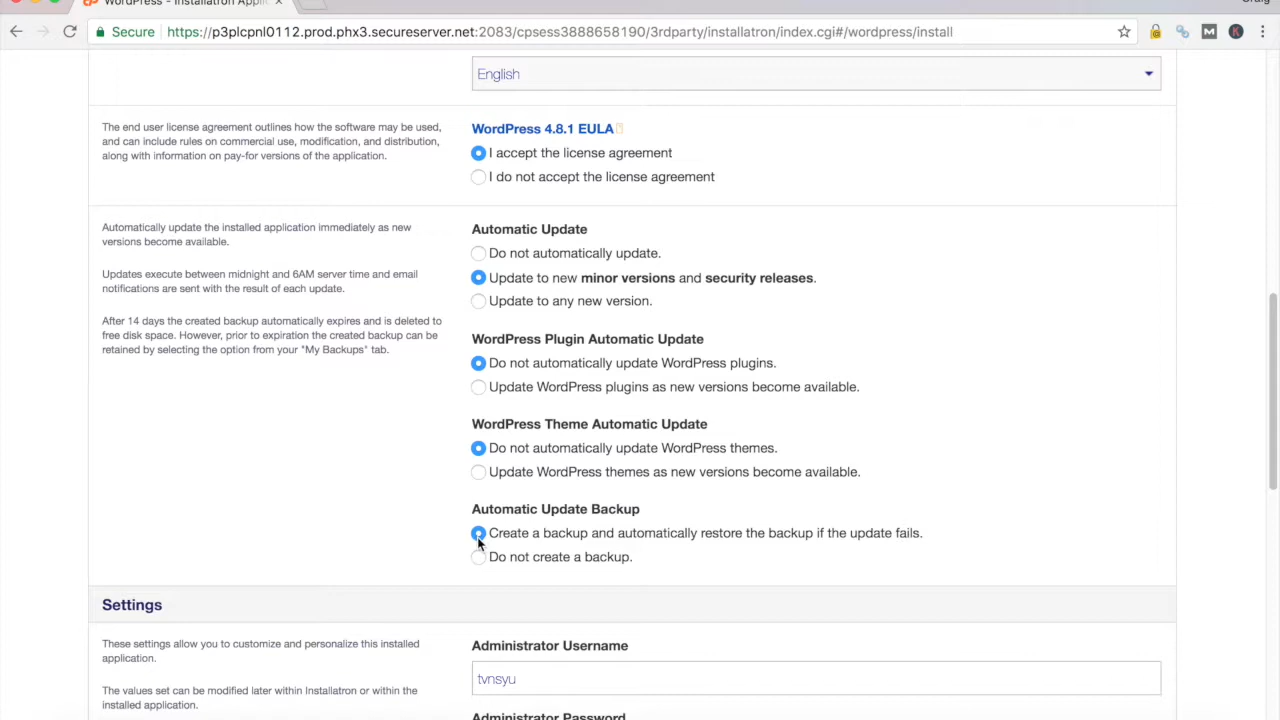 WordPress - Installatron Appli
Craig
Secure https://p3plcpnl0112.prod.phx3.secureserver.net:2083/cpsess3888658190/3rdparty/installatron/index.cgi#/wordpress/install
English
The end user license agreement outlines how the software may be used,
and can include rules on commercial use, modification, and distribution,
along with information on pay-for versions of the application.
WordPress 4.8.1 EULA
I accept the license agreement
I do not accept the license agreement
Automatically update the installed application immediately as new
versions become available.
Updates execute between midnight and 6AM server time and email
notifications are sent with the result of each update.
After 14 days the created backup automatically expires and is deleted to
free disk space. However, prior to expiration the created backup can be
retained by selecting the option from your "My Backups" tab.
Automatic Update
Do not automatically update.
Update to new minor versions and security releases.
Update to any new version.
WordPress Plugin Automatic Update
Do not automatically update WordPress plugins.
Update WordPress plugins as new versions become available.
WordPress Theme Automatic Update
Do not automatically update WordPress themes.
Update WordPress themes as new versions become available.
Automatic Update Backup
Create a backup and automatically restore the backup if the update fails.
Do not create a backup.
Settings
These settings allow you to customize and personalize this installed
application.
The values set can be modified later within Installatron or within the
installed application.
Administrator Username
tvnsyu
Administrator Password